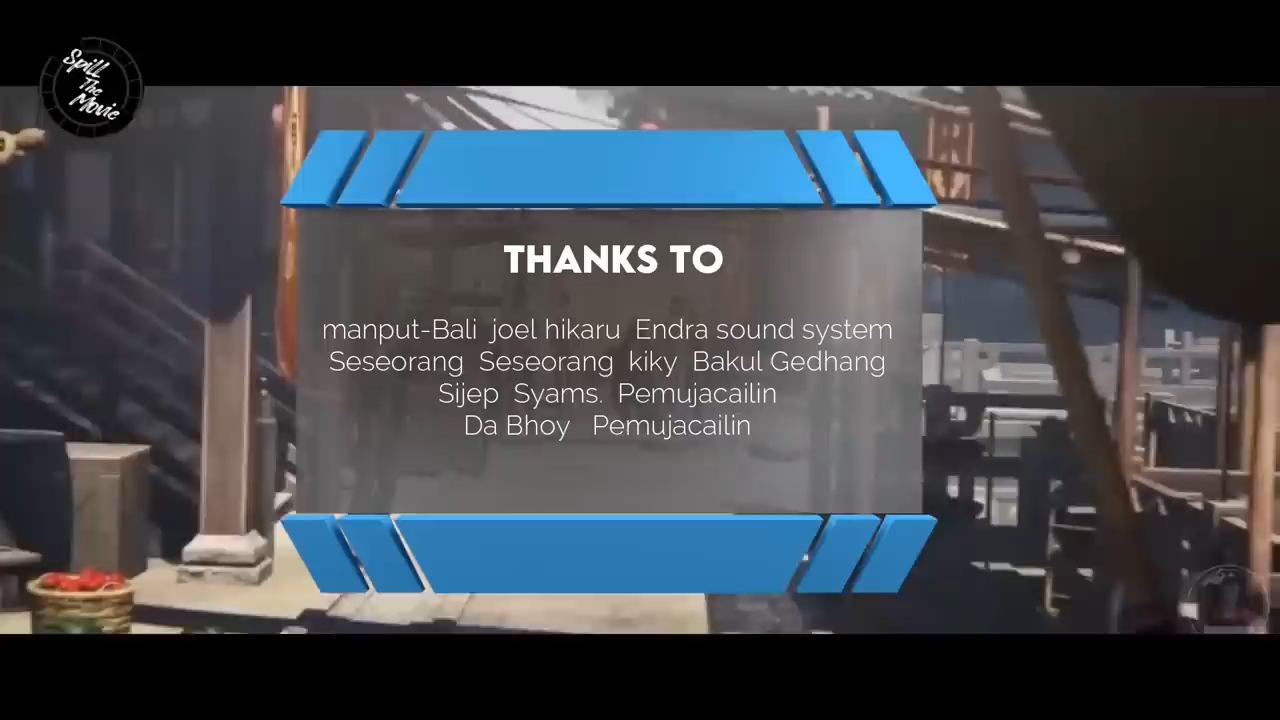 Spill
The
Movie
THANKS TO
manput-Bali joel hikaru Endra sound system
Seseorang Seseorang kiky Bakul Gedhang
Sijep Syams. Pemujacailin
Da Bhoy Pemujacailin